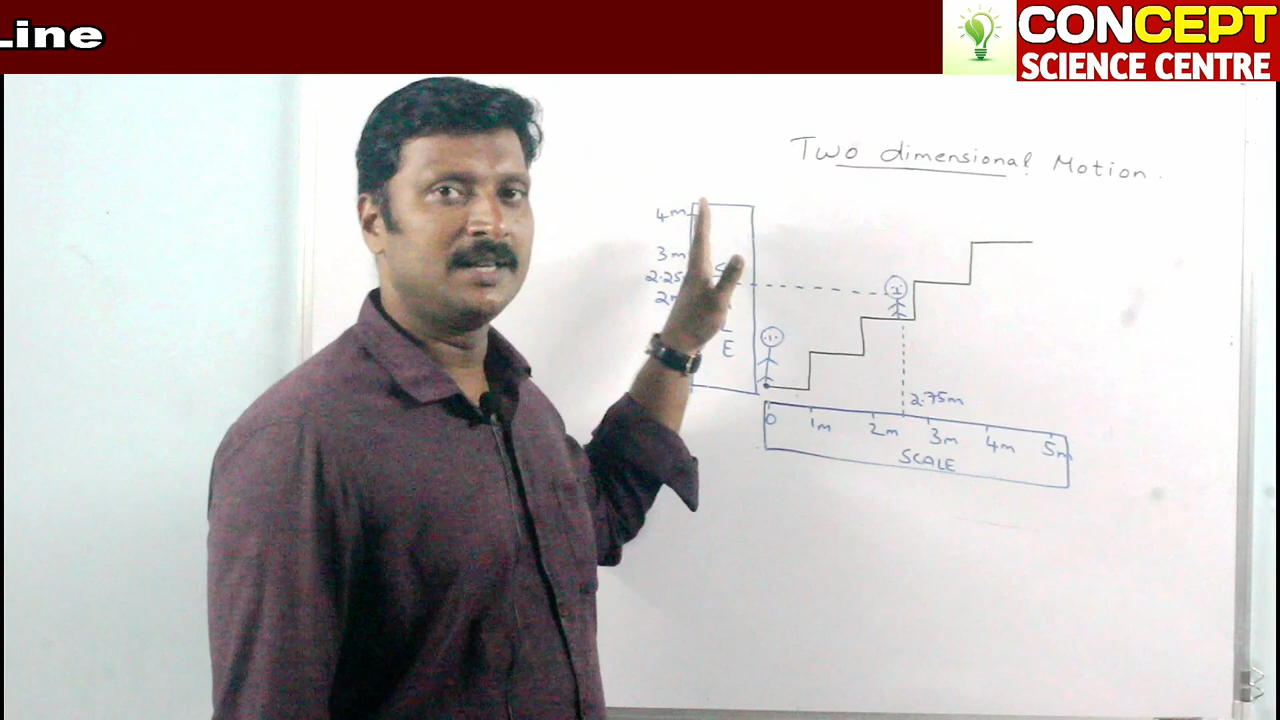 Line
CONCEPT
SCIENCE CENTRE
Two dimensional Motion.
4m
3m
2.25
2
L
E
2.75m
0 1m 2m 3m 4m 5m
SCALE